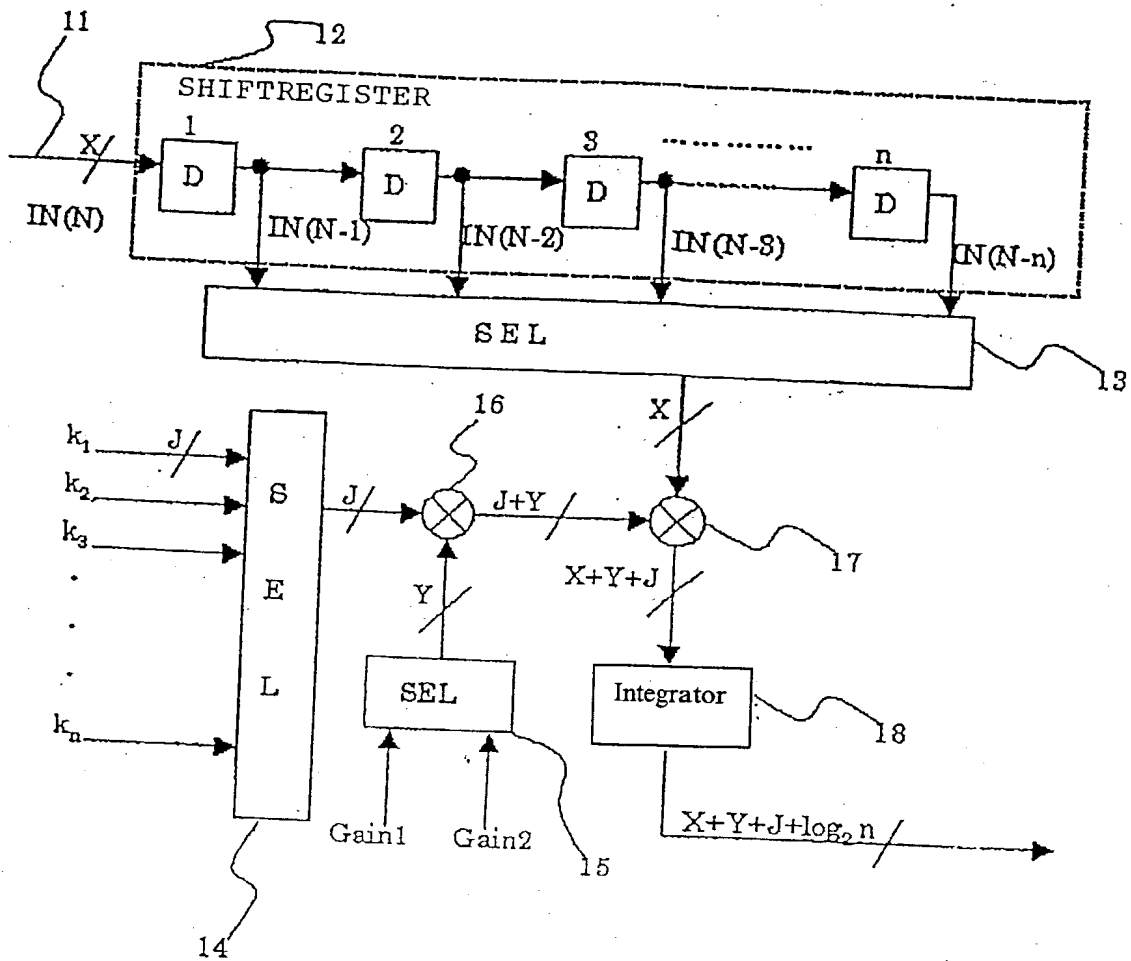 11
12
SHIFTREGISTER
1
2
3
n
X
D
D
D
............
D
IN(N)
IN(N-1)
IN(N-2)
IN(N-3)
IN(N-n)
SEL
13
X
16
k1
J
k2
k3
kn
S
E
L
J
J+Y
17
X+Y+J
Y
SEL
15
Gain1
Gain2
Integrator
18
X+Y+J+log2 n
14